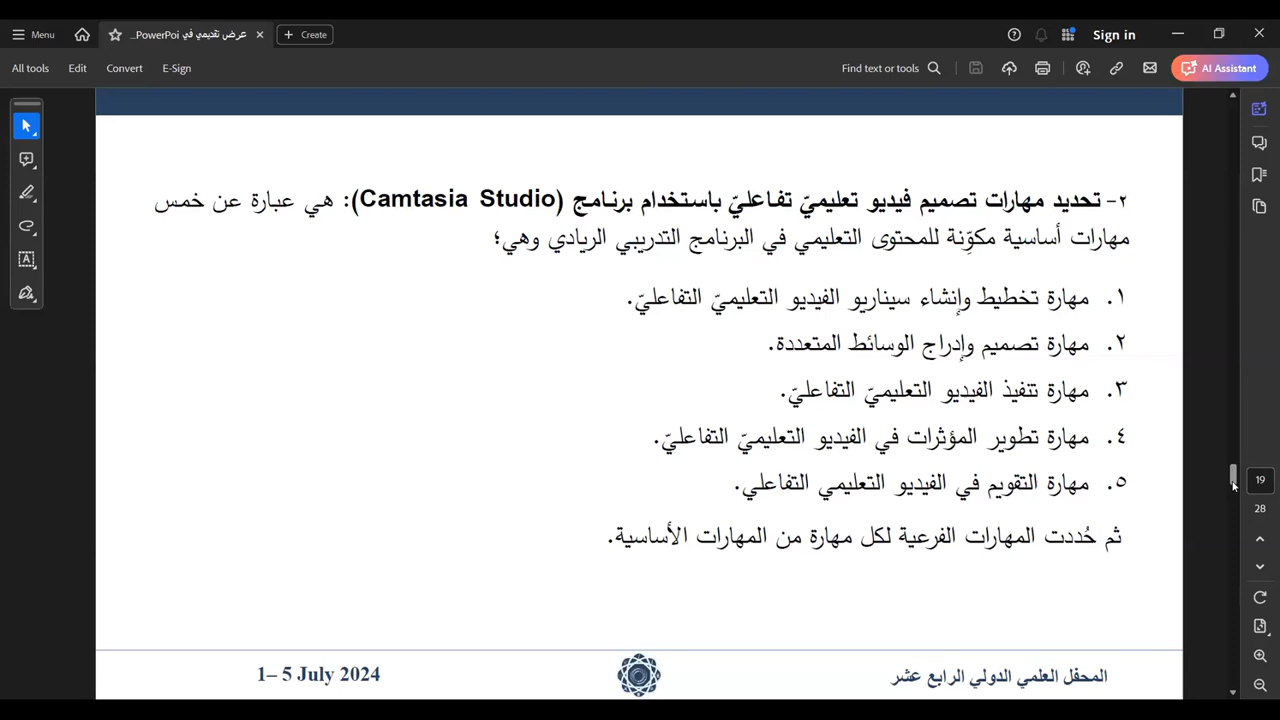 Menu
عرض تقديمي في PowerPoi...
Create
Sign in
All tools
Edit
Convert
E-Sign
Find text or tools
AI Assistant
٢- تحديد مهارات تصميم فيديو تعليميّ تفاعليّ باستخدام برنامج (Camtasia Studio): هي عبارة عن خمس
مهارات أساسية مكوِّنة للمحتوى التعليمي في البرنامج التدريبي الريادي وهي؛
١. مهارة تخطيط وإنشاء سيناريو الفيديو التعليميّ التفاعليّ.
٢. مهارة تصميم وإدراج الوسائط المتعددة.
٣. مهارة تنفيذ الفيديو التعليميّ التفاعليّ.
٤. مهارة تطوير المؤثرات في الفيديو التعليميّ التفاعليّ.
٥. مهارة التقويم في الفيديو التعليمي التفاعلي.
ثم حُددت المهارات الفرعية لكل مهارة من المهارات الأساسية.
19
28
المحفل العلمي الدولي الرابع عشر
1– 5 July 2024